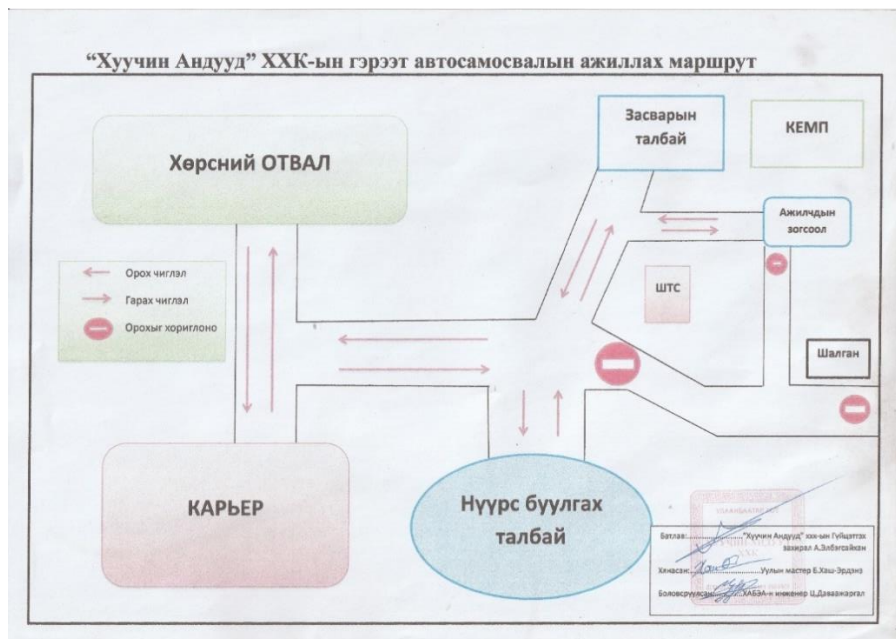 “Хуучин Андууд” ХХК-ын гэрээт автосамосвалын ажиллах маршрут
Хөрсний ОТВАЛ
Засварын
талбай
КЕМП
Ажилчдын
зогсоол
Орох чиглэл
Гарах чиглэл
Орохыг хориглоно
ШТС
Шалган
КАРЬЕР
Нүүрс буулгах
талбай
Батлав: "Хуучин Андууд" ххк-ын Гүйцэтгэх
захирал А.Элбэгсайхан
Хянасан: Уулын мастер Б.Хаш-Эрдэнэ
Боловсруулсан: ХАБЭА-н инженер Ц.Даваажаргал